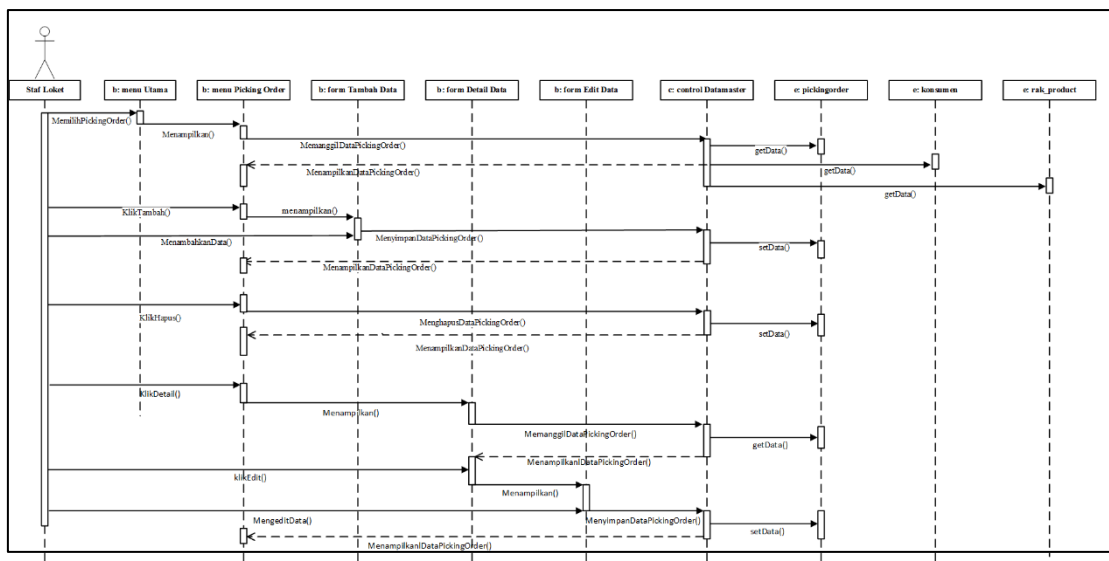 Staf Loket
b: menu Utama
b: menu Picking Order
b: form Tambah Data
b: form Detail Data
b: form Edit Data
c: control Datamaster
e: pickingorder
e: konsumen
e: rak_product
MemilihPickingOrder()
Menampilkan()
MemanggilDataPickingOrder()
getData()
MenampilkanDataPickingOrder()
getData()
getData()
KlikTambah()
menampilkan()
MenambahkanData()
MenyimpanDataPickingOrder()
setData()
MenampilkanDataPickingOrder()
KlikHapus()
MenghapusDataPickingOrder()
setData()
MenampilkanDataPickingOrder()
KlikDetail()
Menampilkan()
MemanggilDataPickingOrder()
getData()
MenampilkanlDataPickingOrder()
klikEdit()
Menampilkan()
MengeditData()
MenyimpanDataPickingOrder()
setData()
MenampilkanlDataPickingOrder()